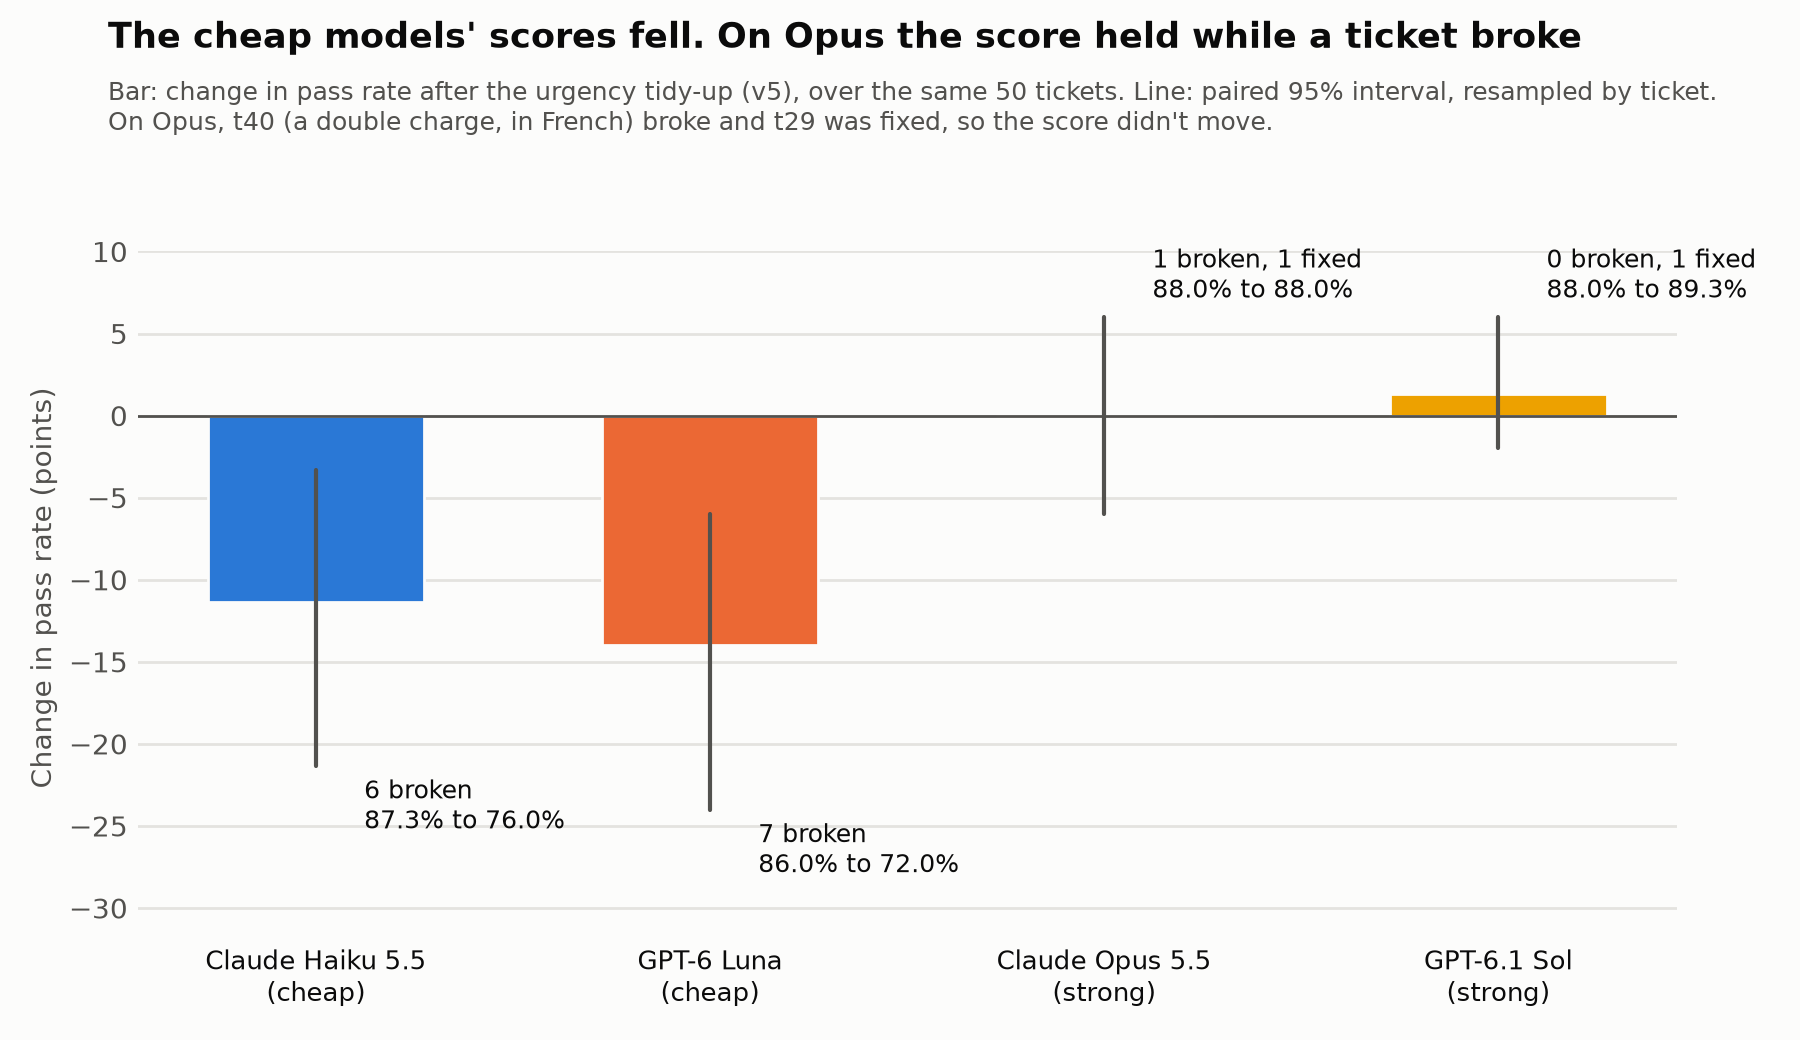 The cheap models' scores fell. On Opus the score held while a ticket broke
Bar: change in pass rate after the urgency tidy-up (v5), over the same 50 tickets. Line: paired 95% interval, resampled by ticket.
On Opus, t40 (a double charge, in French) broke and t29 was fixed, so the score didn't move.
Change in pass rate (points)
10
5
0
−5
−10
−15
−20
−25
−30
6 broken
87.3% to 76.0%
7 broken
86.0% to 72.0%
1 broken, 1 fixed
88.0% to 88.0%
0 broken, 1 fixed
88.0% to 89.3%
Claude Haiku 5.5
(cheap)
GPT-6 Luna
(cheap)
Claude Opus 5.5
(strong)
GPT-6.1 Sol
(strong)